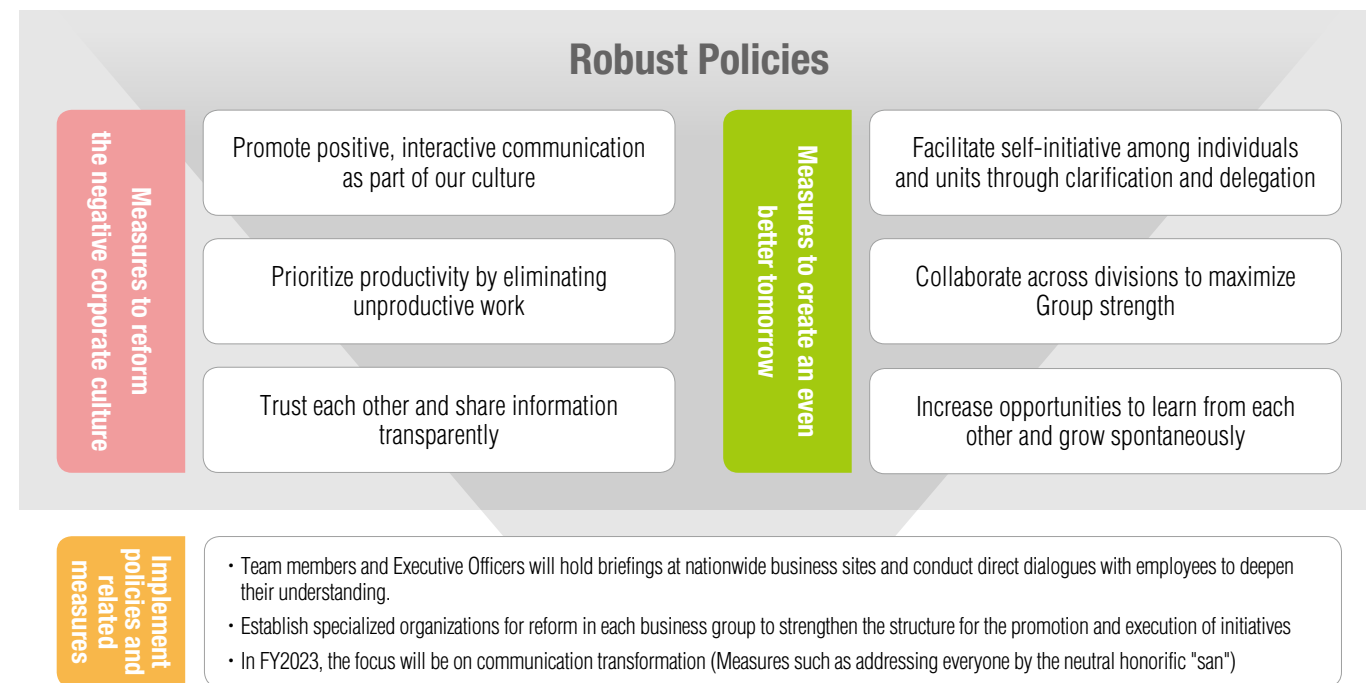 Robust Policies
Measures to reform
the negative corporate culture
Promote positive, interactive communication
as part of our culture
Prioritize productivity by eliminating
unproductive work
Trust each other and share information
transparently
Measures to create an even
better tomorrow
Facilitate self-initiative among individuals
and units through clarification and delegation
Collaborate across divisions to maximize
Group strength
Increase opportunities to learn from each
other and grow spontaneously
Implement
policies and
related
measures
・Team members and Executive Officers will hold briefings at nationwide business sites and conduct direct dialogues with employees to deepen
their understanding.
・Establish specialized organizations for reform in each business group to strengthen the structure for the promotion and execution of initiatives
・In FY2023, the focus will be on communication transformation (Measures such as addressing everyone by the neutral honorific "san")